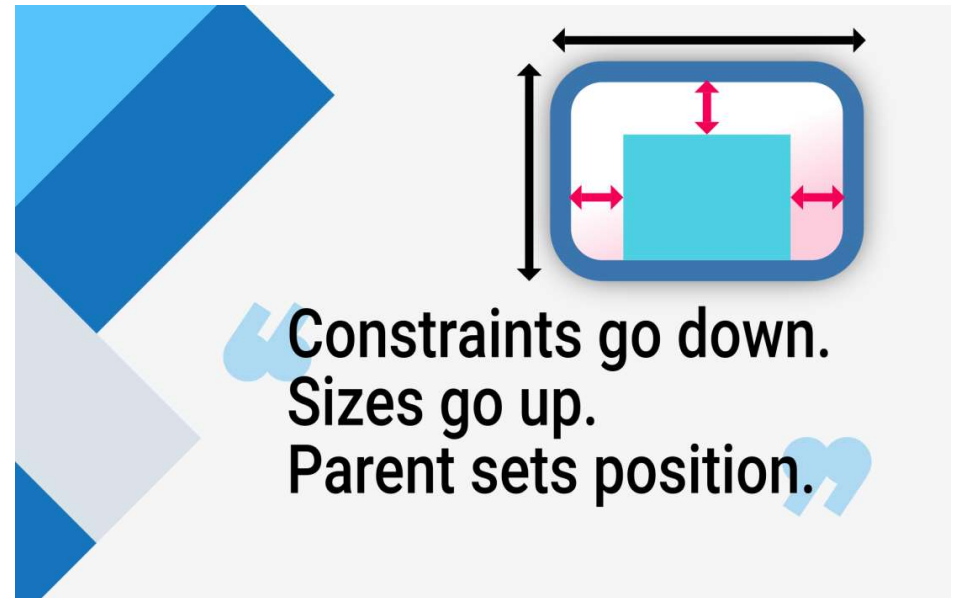 Constraints go down.
Sizes go up.
Parent sets position.